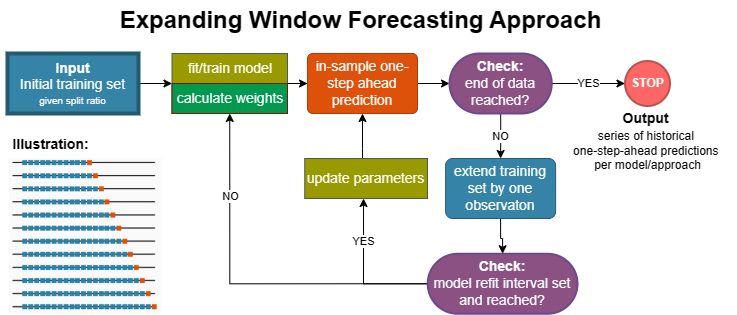 Expanding Window Forecasting Approach
Input
Initial training set
given split ratio
fit/train model
calculate weights
in-sample one-
step ahead
prediction
Check:
end of data
reached?
YES
STOP
Output
series of historical
one-step-ahead predictions
per model/approach
NO
Illustration:
update parameters
extend training
set by one
observaton
NO
YES
Check:
model refit interval set
and reached?